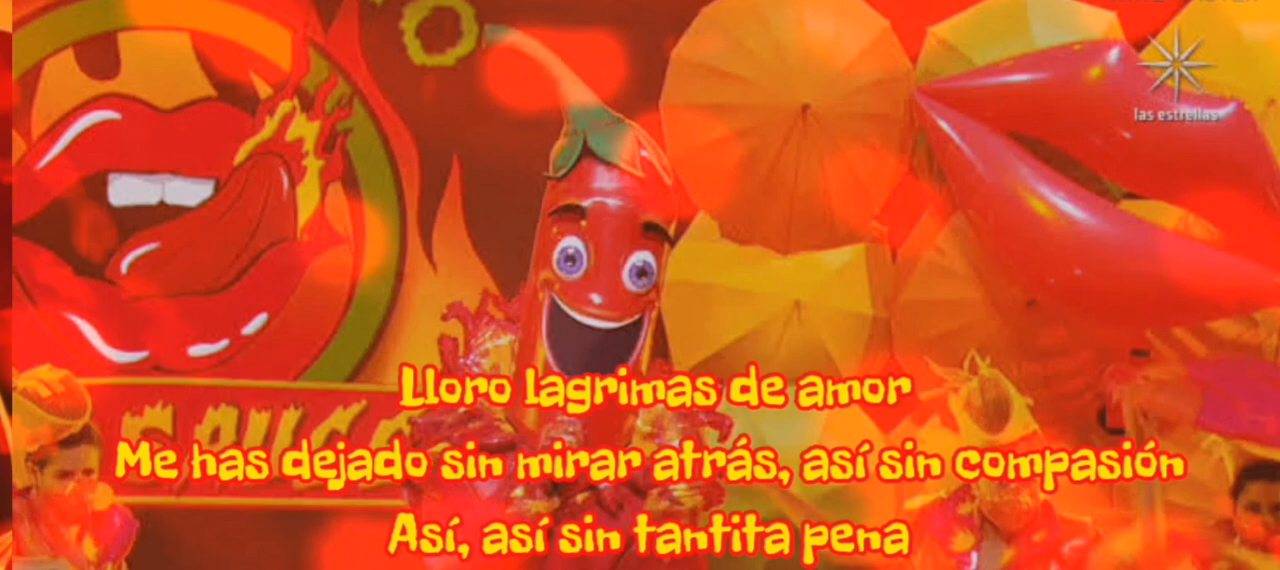 las estrellas
Lloro lagrimas de amor
Me has dejado sin mirar atrás, así sin compasión
Así, así sin tantita pena